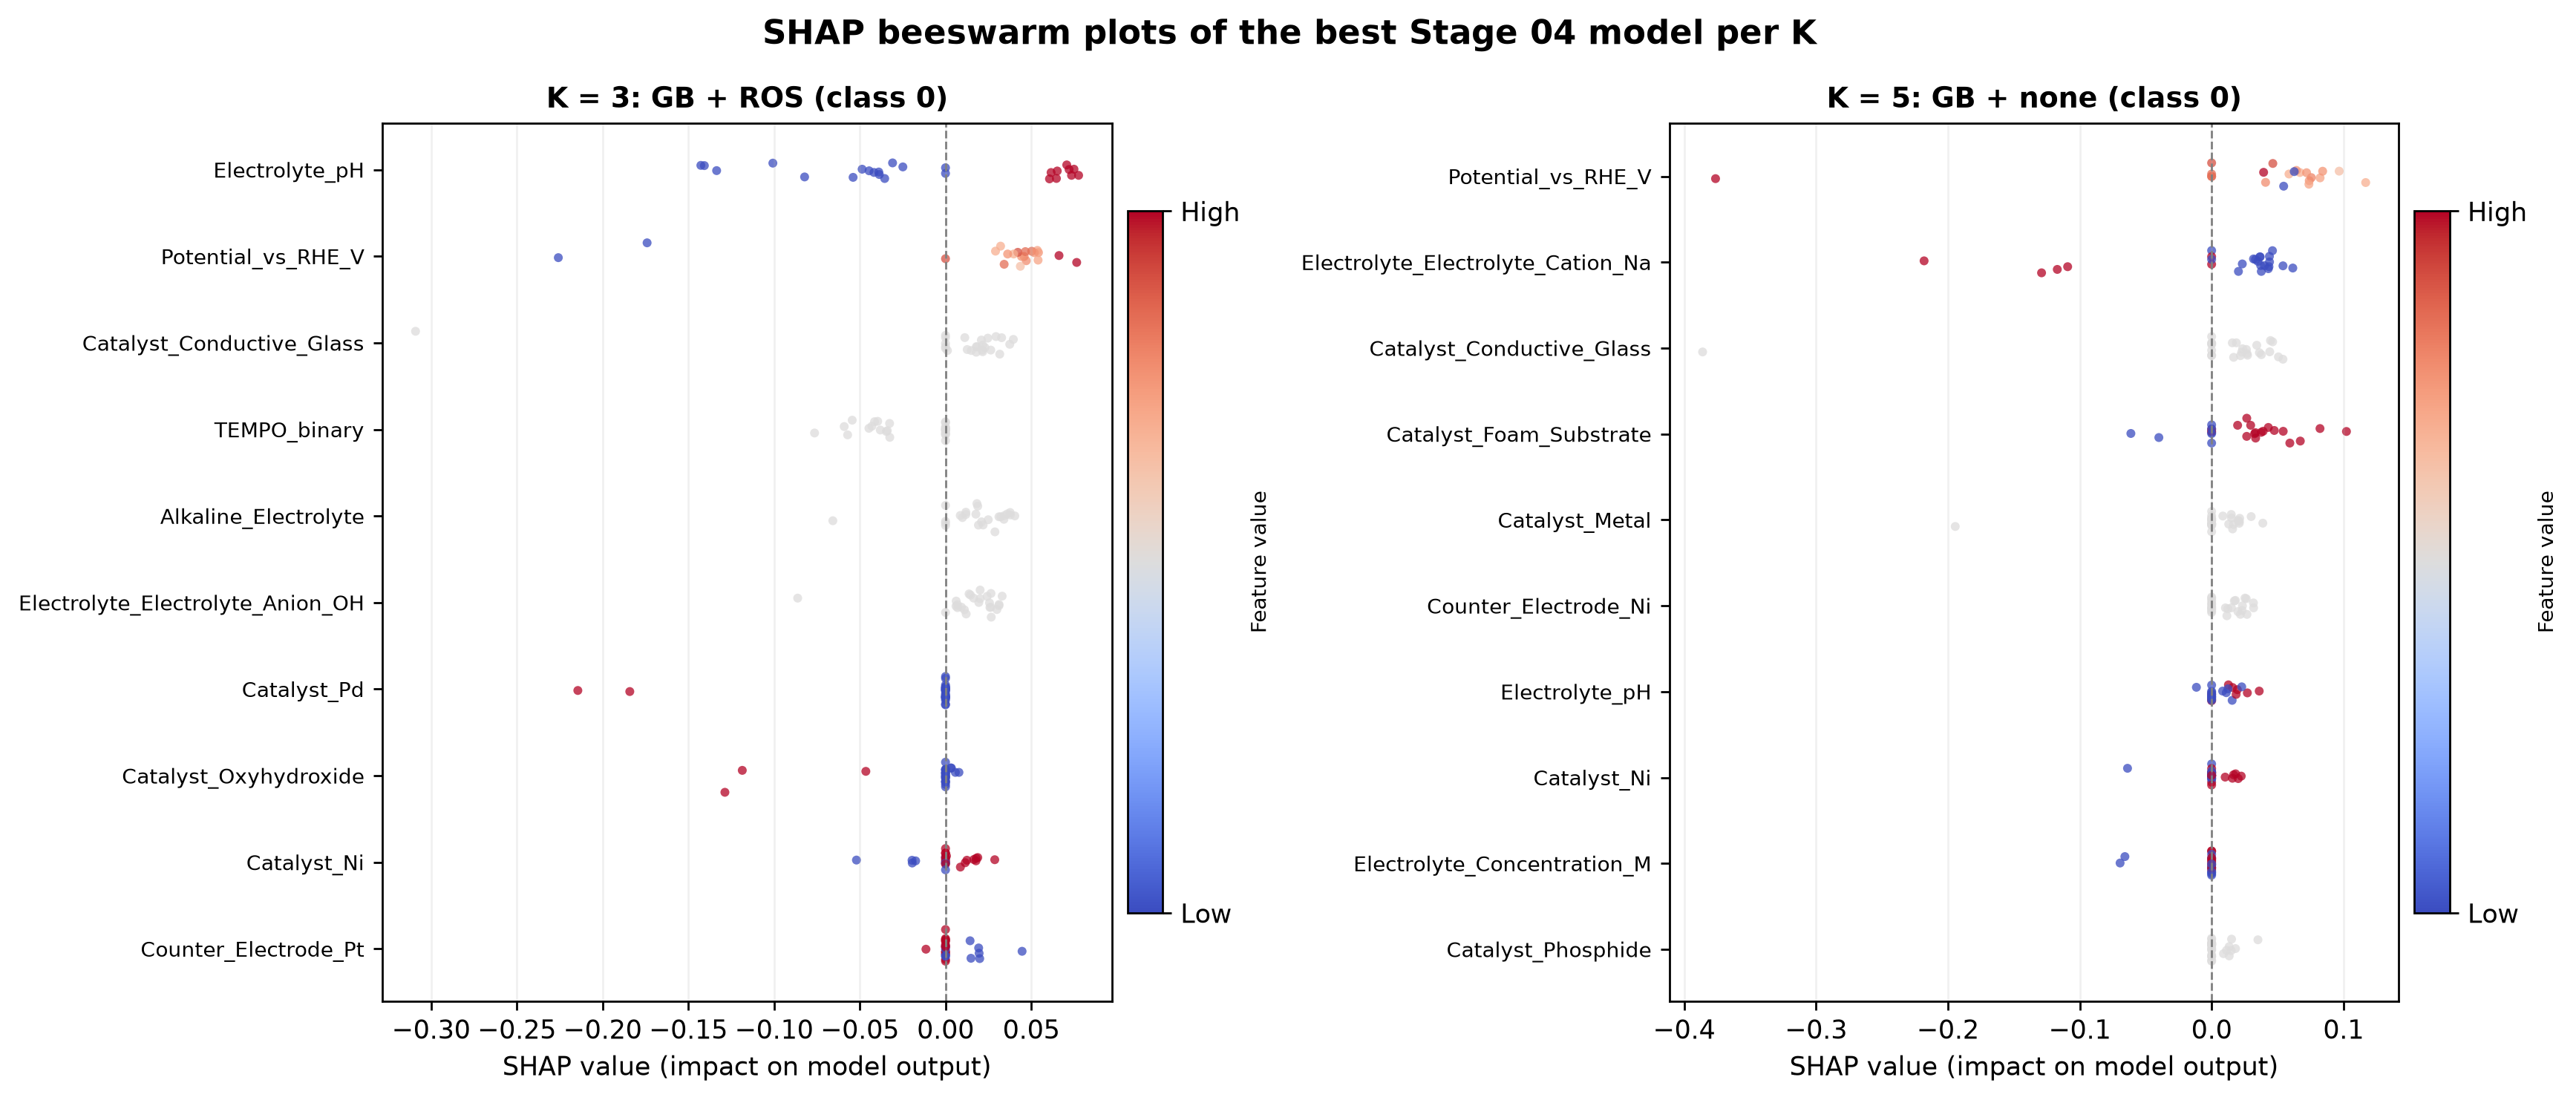 SHAP beeswarm plots of the best Stage 04 model per K
K = 3: GB + ROS (class 0)
Electrolyte_pH
Potential_vs_RHE_V
Catalyst_Conductive_Glass
TEMPO_binary
Alkaline_Electrolyte
Electrolyte_Electrolyte_Anion_OH
Catalyst_Pd
Catalyst_Oxyhydroxide
Catalyst_Ni
Counter_Electrode_Pt
−0.30 −0.25 −0.20 −0.15 −0.10 −0.05 0.00 0.05
SHAP value (impact on model output)
High
Feature value
Low
K = 5: GB + none (class 0)
Potential_vs_RHE_V
Electrolyte_Electrolyte_Cation_Na
Catalyst_Conductive_Glass
Catalyst_Foam_Substrate
Catalyst_Metal
Counter_Electrode_Ni
Electrolyte_pH
Catalyst_Ni
Electrolyte_Concentration_M
Catalyst_Phosphide
−0.4 −0.3 −0.2 −0.1 0.0 0.1
SHAP value (impact on model output)
High
Feature value
Low